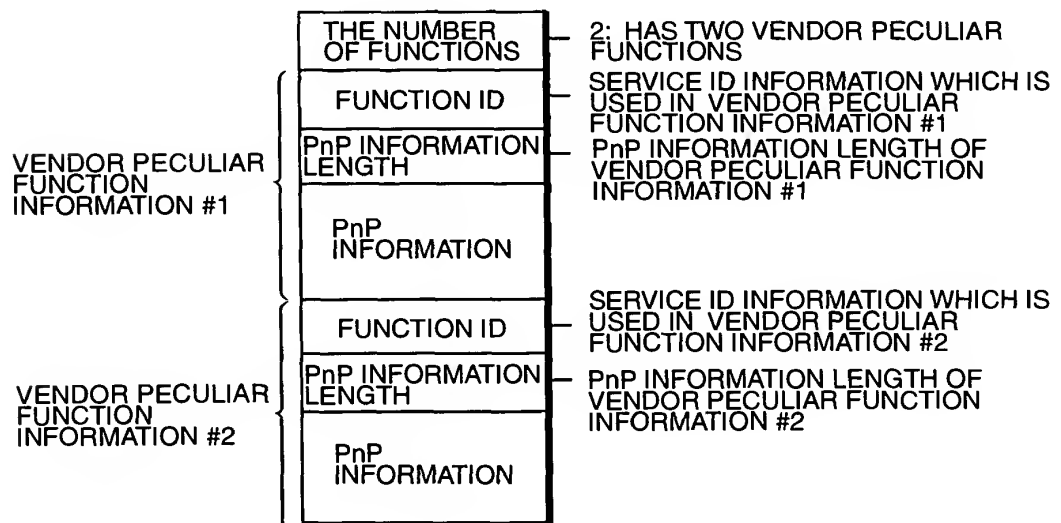 THE NUMBER
OF FUNCTIONS
2: HAS TWO VENDOR PECULIAR
FUNCTIONS
FUNCTION ID
SERVICE ID INFORMATION WHICH IS
USED IN VENDOR PECULIAR
FUNCTION INFORMATION #1
VENDOR PECULIAR
FUNCTION
INFORMATION #1
PnP INFORMATION
LENGTH
PnP INFORMATION LENGTH OF
VENDOR PECULIAR FUNCTION
INFORMATION #1
PnP
INFORMATION
FUNCTION ID
SERVICE ID INFORMATION WHICH IS
USED IN VENDOR PECULIAR
FUNCTION INFORMATION #2
VENDOR PECULIAR
FUNCTION
INFORMATION #2
PnP INFORMATION
LENGTH
PnP INFORMATION LENGTH OF
VENDOR PECULIAR FUNCTION
INFORMATION #2
PnP
INFORMATION